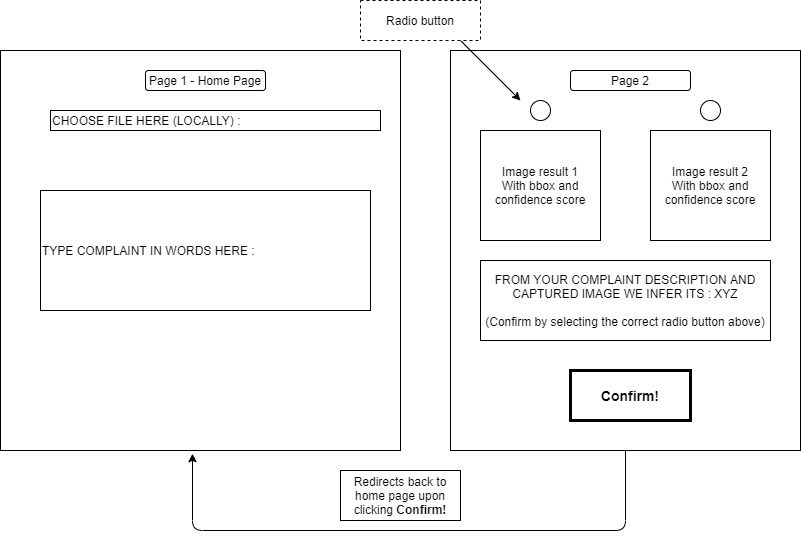 Radio button
Page 1 - Home Page
CHOOSE FILE HERE (LOCALLY) :
TYPE COMPLAINT IN WORDS HERE :
Page 2
Image result 1
With bbox and
confidence score
Image result 2
With bbox and
confidence score
FROM YOUR COMPLAINT DESCRIPTION AND
CAPTURED IMAGE WE INFER ITS : XYZ
(Confirm by selecting the correct radio button above)
Confirm!
Redirects back to
home page upon
clicking Confirm!